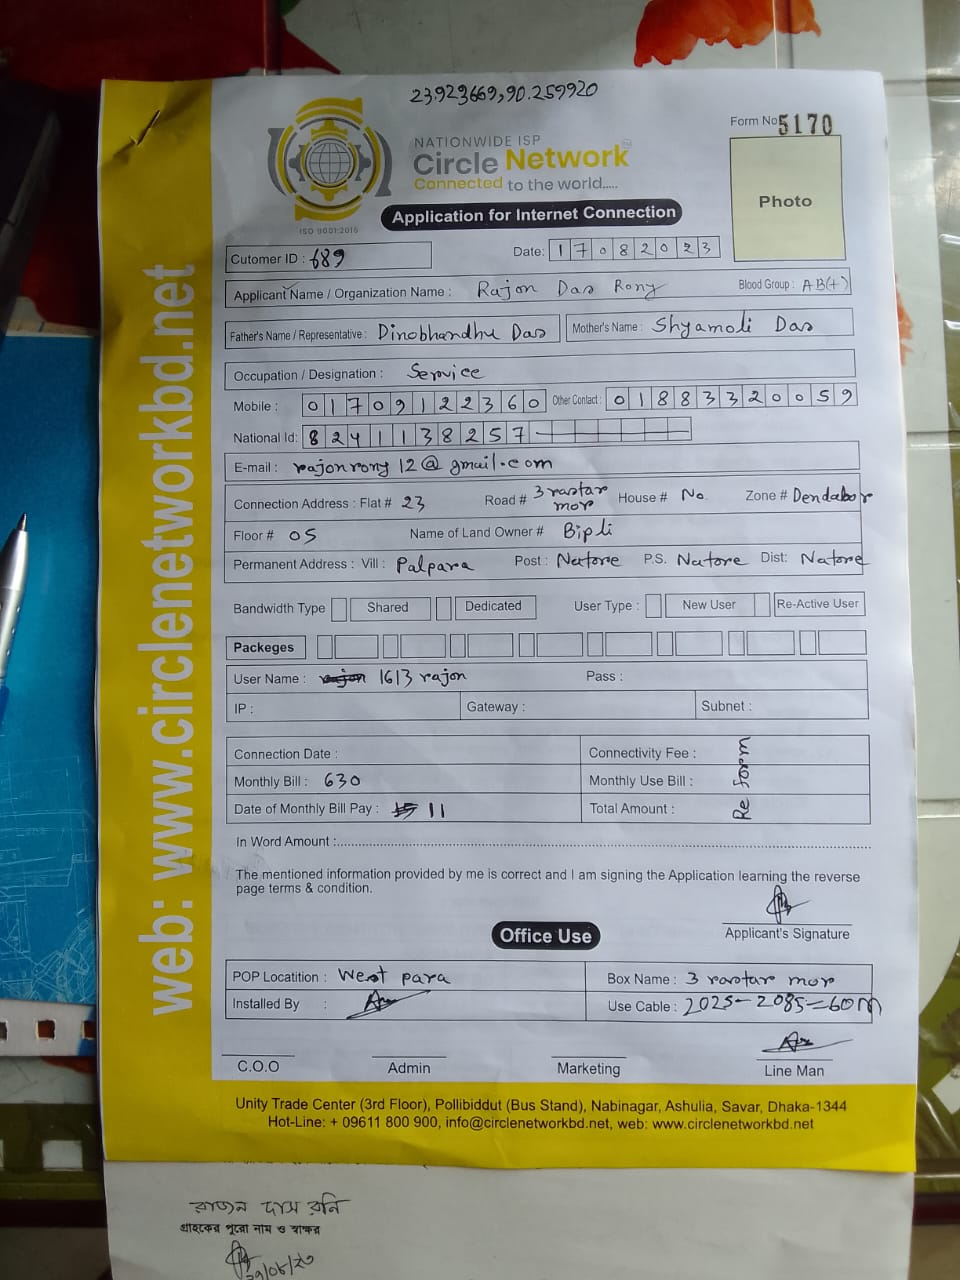 23.923669,90.259920
Form No 5170
NATIONWIDE ISP
Circle Network
Connected to the world.....
ISO 9001:2015
Photo
Application for Internet Connection
Cutomer ID : 689
Date: 17082023
Applicant Name / Organization Name : Rajon Das Rony Blood Group : AB(+)
Father's Name / Representative : Dinobhandhu Das Mother's Name : Shyamoli Das
Occupation / Designation : Service
Mobile : 01709122360 Other Contact : 01883320059
National Id: 8241138257
E-mail : rajonrony12@gmail.com
Connection Address : Flat # 23 Road # 3 rastar mor House # No. Zone # Dendabor
Floor # 05 Name of Land Owner # Bipli
Permanent Address : Vill : Palpara Post : Natore P.S. Natore Dist: Natore
Bandwidth Type Shared Dedicated User Type : New User Re-Active User
Packeges
User Name : rajon 1613 rajon Pass :
IP : Gateway : Subnet :
Connection Date : Connectivity Fee :
Monthly Bill : 630 Monthly Use Bill :
Date of Monthly Bill Pay : 15 11 Total Amount :
Re form
In Word Amount :
The mentioned information provided by me is correct and I am signing the Application learning the reverse
page terms & condition.
Applicant's Signature
Office Use
POP Locatition : West para Box Name : 3 rastar mor
Installed By : Use Cable : 2025-2085=60m
C.O.O Admin Marketing Line Man
Unity Trade Center (3rd Floor), Pollibiddut (Bus Stand), Nabinagar, Ashulia, Savar, Dhaka-1344
Hot-Line: + 09611 800 900, info@circlenetworkbd.net, web: www.circlenetworkbd.net
web: www.circlenetworkbd.net
রাজন দাস রনি
গ্রাহকের পুরো নাম ও স্বাক্ষর